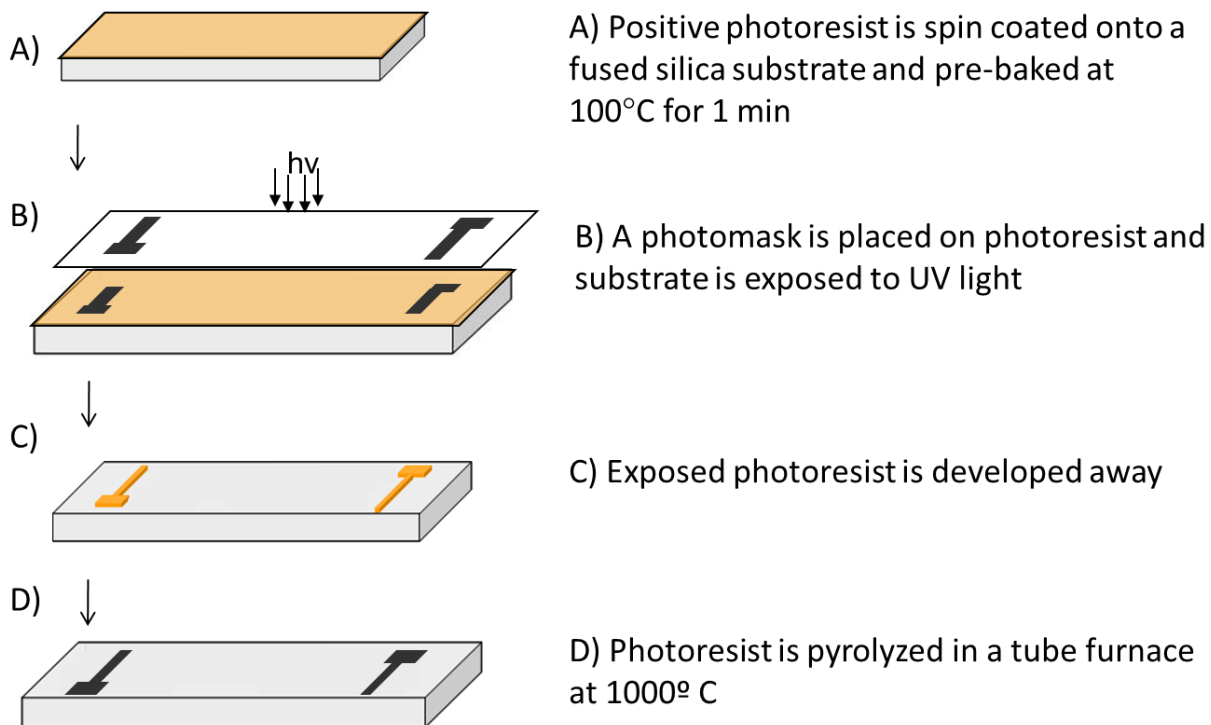 A)
A) Positive photoresist is spin coated onto a
fused silica substrate and pre-baked at
100°C for 1 min
hv
B)
B) A photomask is placed on photoresist and
substrate is exposed to UV light
C)
C) Exposed photoresist is developed away
D)
D) Photoresist is pyrolyzed in a tube furnace
at 1000º C